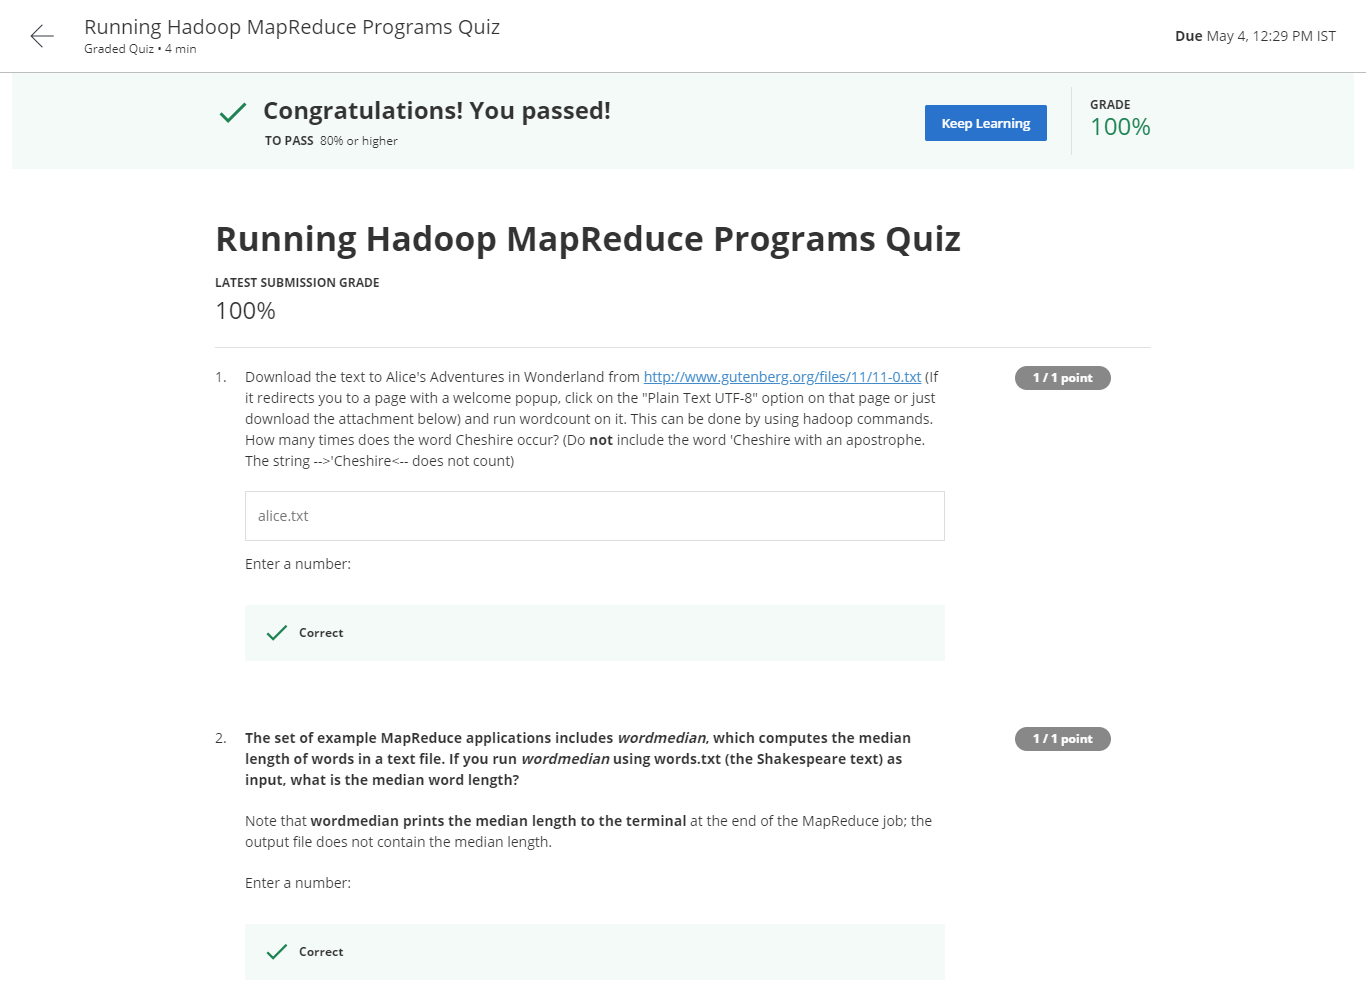 Running Hadoop MapReduce Programs Quiz
Graded Quiz • 4 min
Due May 4, 12:29 PM IST
Congratulations! You passed!
TO PASS 80% or higher
Keep Learning
GRADE
100%
Running Hadoop MapReduce Programs Quiz
LATEST SUBMISSION GRADE
100%
1. Download the text to Alice's Adventures in Wonderland from http://www.gutenberg.org/files/11/11-0.txt (If
it redirects you to a page with a welcome popup, click on the "Plain Text UTF-8" option on that page or just
download the attachment below) and run wordcount on it. This can be done by using hadoop commands.
How many times does the word Cheshire occur? (Do not include the word 'Cheshire with an apostrophe.
The string -->'Cheshire<-- does not count)
1 / 1 point
alice.txt
Enter a number:
Correct
2. The set of example MapReduce applications includes wordmedian, which computes the median
length of words in a text file. If you run wordmedian using words.txt (the Shakespeare text) as
input, what is the median word length?
1 / 1 point
Note that wordmedian prints the median length to the terminal at the end of the MapReduce job; the
output file does not contain the median length.
Enter a number:
Correct